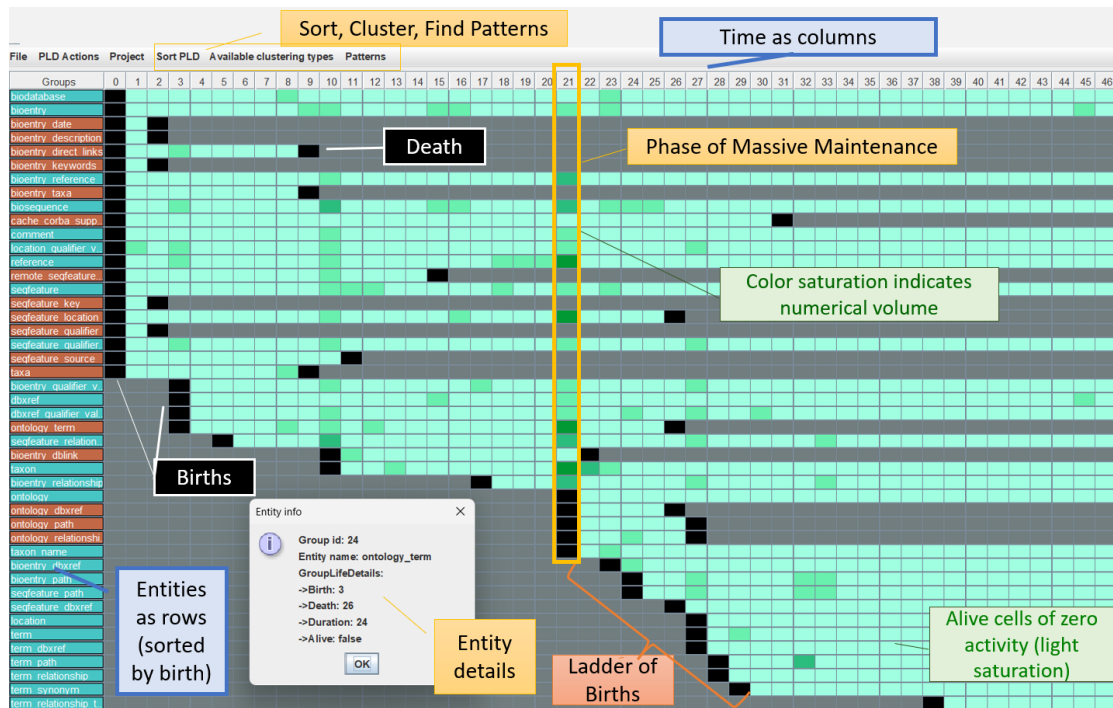 Sort, Cluster, Find Patterns
Time as columns
File PLD Actions Project Sort PLD Available clustering types Patterns
Groups 0 1 2 3 4 5 6 7 8 9 10 11 12 13 14 15 16 17 18 19 20 21 22 23 24 25 26 27 28 29 30 31 32 33 34 35 36 37 38 39 40 41 42 43 44 45 46
biodatabase
bioentry
bioentry_date
bioentry_description
bioentry_direct_links
Death
Phase of Massive Maintenance
bioentry_keywords
bioentry_reference
bioentry_taxa
biosequence
cache_corba_supp...
comment
location_qualifier_v...
reference
remote_seqfeature...
Color saturation indicates
numerical volume
seqfeature
seqfeature_key
seqfeature_location
seqfeature_qualifier
seqfeature_qualifier...
seqfeature_source
taxa
bioentry_qualifier_v...
dbxref
dbxref_qualifier_val...
ontology_term
seqfeature_relation...
bioentry_dblink
taxon
bioentry_relationship
Births
ontology
ontology_dbxref
ontology_path
ontology_relationshi...
taxon_name
bioentry_dbxref
bioentry_path
seqfeature_path
seqfeature_dbxref
location
term
term_dbxref
term_path
term_relationship
term_synonym
term_relationship_t...
Entity info
Group id: 24
Entity name: ontology_term
GroupLifeDetails:
->Birth: 3
->Death: 26
->Duration: 24
->Alive: false
OK
Entities
as rows
(sorted
by birth)
Entity
details
Ladder of
Births
Alive cells of zero
activity (light
saturation)